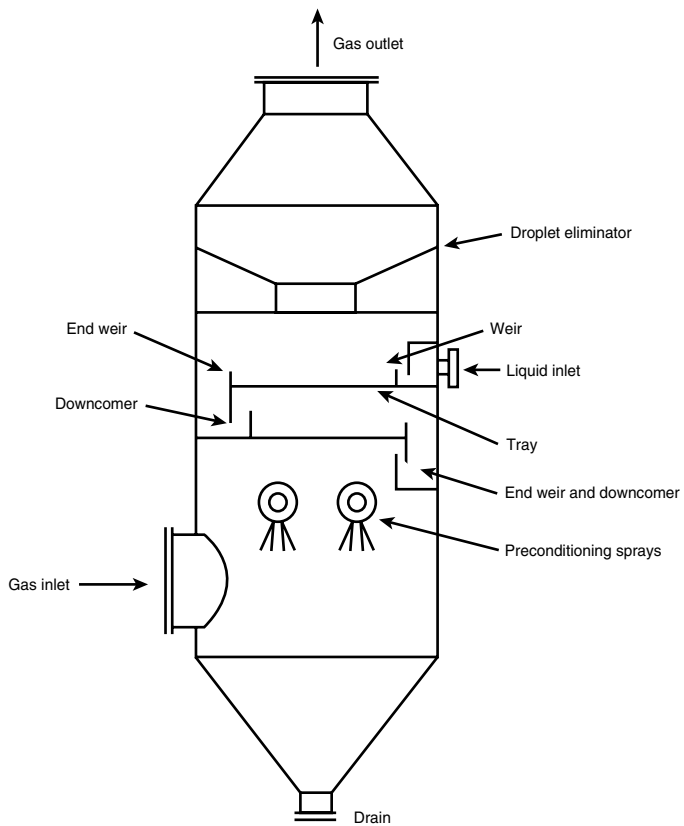 Gas outlet
Droplet eliminator
End weir
Weir
Liquid inlet
Downcomer
Tray
End weir and downcomer
Preconditioning sprays
Gas inlet
Drain